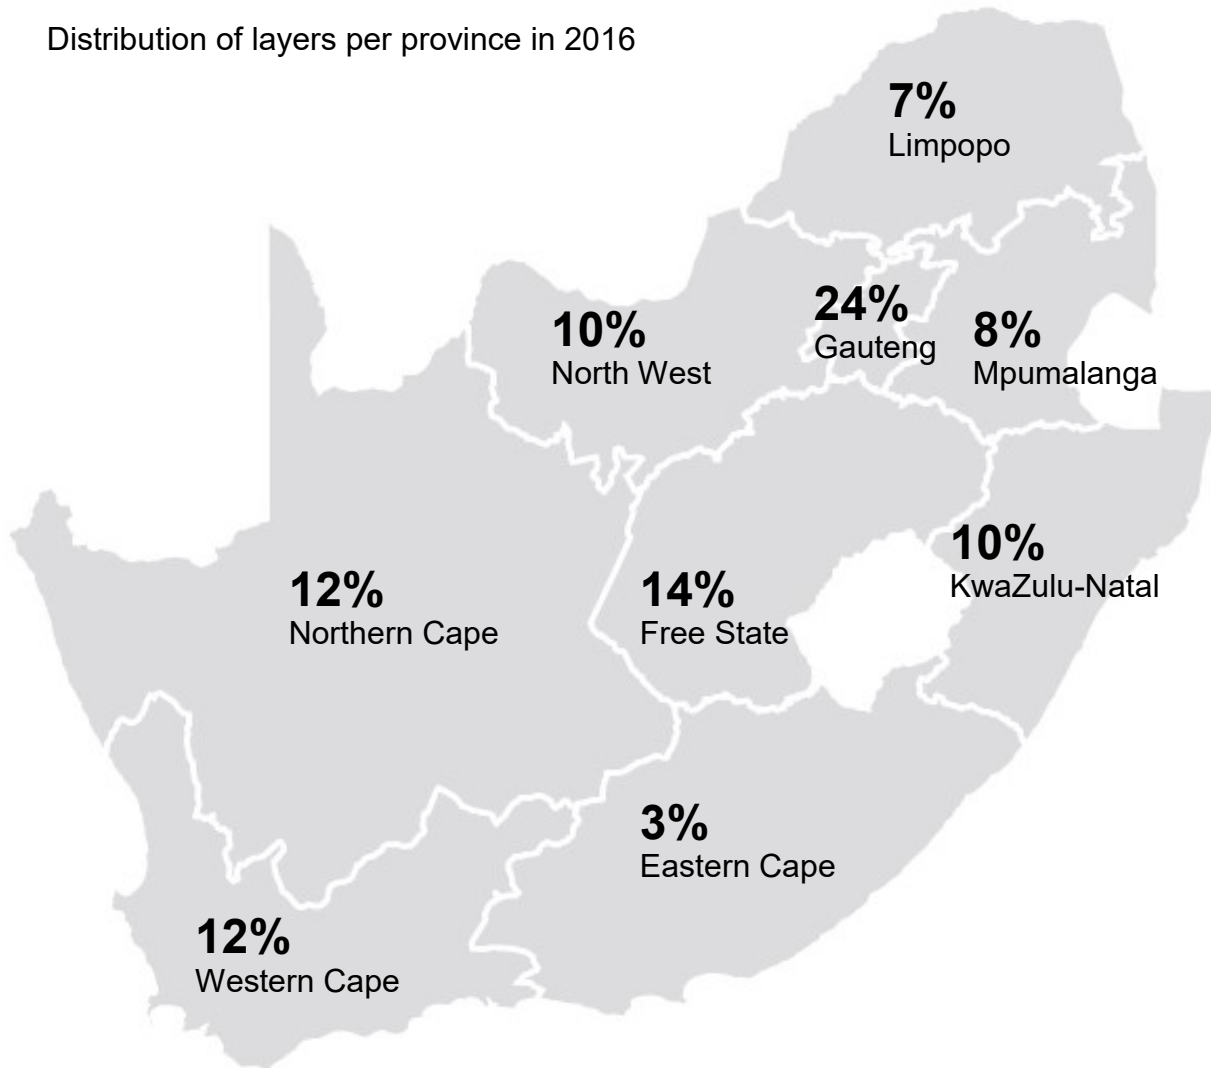 Distribution of layers per province in 2016
7%
Limpopo
24%
Gauteng
10%
North West
8%
Mpumalanga
10%
KwaZulu-Natal
12%
Northern Cape
14%
Free State
3%
Eastern Cape
12%
Western Cape